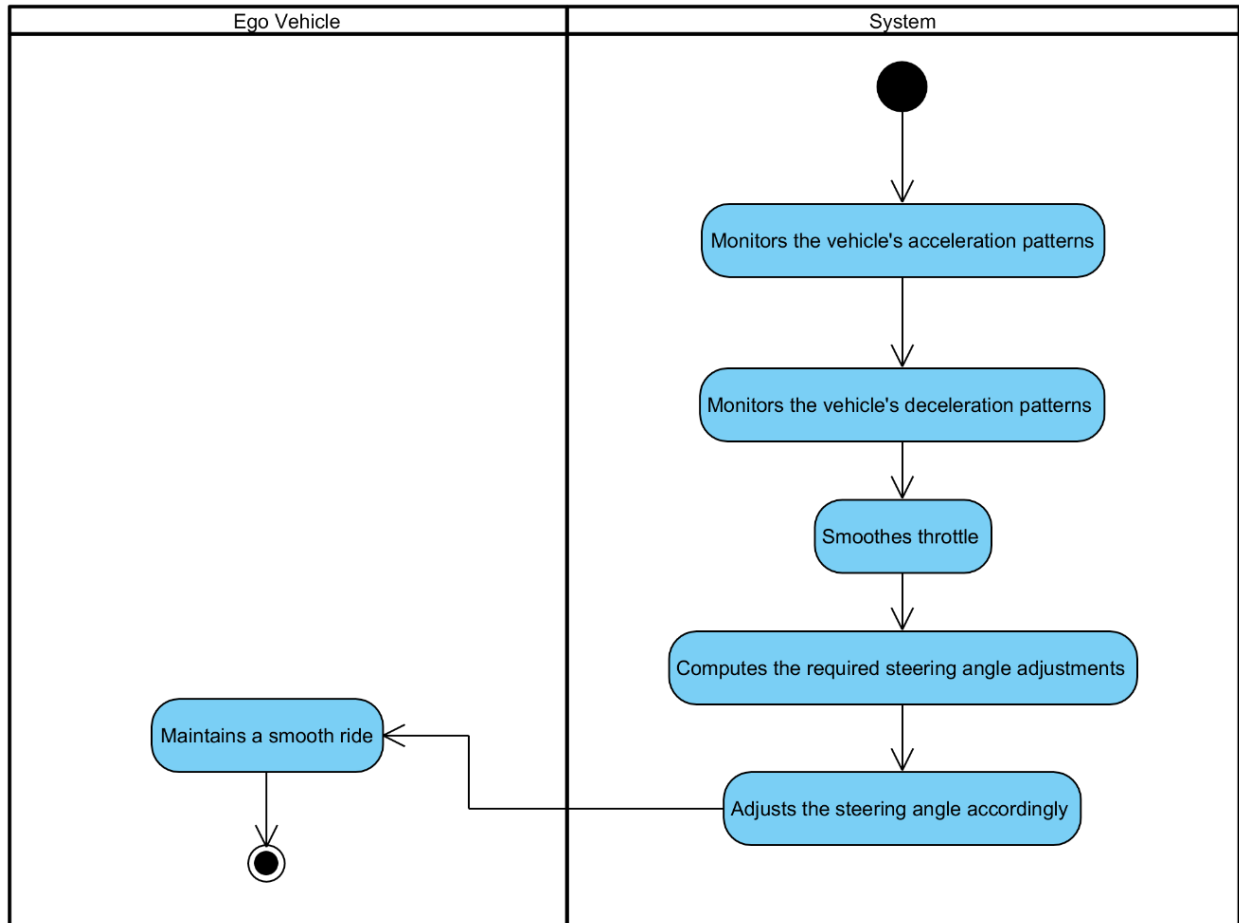 Ego Vehicle
System
Monitors the vehicle's acceleration patterns
Monitors the vehicle's deceleration patterns
Smoothes throttle
Computes the required steering angle adjustments
Maintains a smooth ride
Adjusts the steering angle accordingly